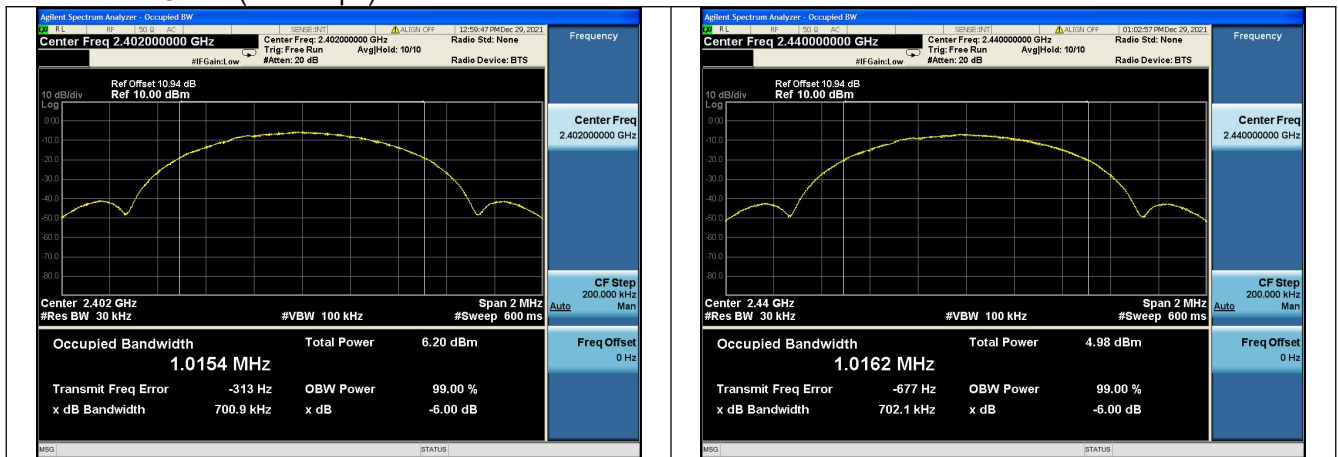 Agilent Spectrum Analyzer - Occupied BW
RL RF 50 Ω AC SENSE:INT ALIGN OFF 12:59:47 PM Dec 29, 2021
Center Freq 2.402000000 GHz
Center Freq: 2.402000000 GHz
Radio Std: None
Trig: Free Run Avg|Hold: 10/10
#IFGain:Low #Atten: 20 dB Radio Device: BTS
Ref Offset 10.94 dB
10 dB/div Ref 10.00 dBm
Log
0.00
-10.0
-20.0
-30.0
-40.0
-50.0
-60.0
-70.0
-80.0
Center 2.402 GHz Span 2 MHz
#Res BW 30 kHz #VBW 100 kHz #Sweep 600 ms
Occupied Bandwidth Total Power 6.20 dBm
1.0154 MHz
Transmit Freq Error -313 Hz OBW Power 99.00 %
x dB Bandwidth 700.9 kHz x dB -6.00 dB
MSG STATUS
Frequency
Center Freq
2.402000000 GHz
CF Step
200.000 kHz
Auto Man
Freq Offset
0 Hz
Agilent Spectrum Analyzer - Occupied BW
RL RF 50 Ω AC SENSE:INT ALIGN OFF 01:02:57 PM Dec 29, 2021
Center Freq 2.440000000 GHz
Center Freq: 2.440000000 GHz
Radio Std: None
Trig: Free Run Avg|Hold: 10/10
#IFGain:Low #Atten: 20 dB Radio Device: BTS
Ref Offset 10.94 dB
10 dB/div Ref 10.00 dBm
Log
0.00
-10.0
-20.0
-30.0
-40.0
-50.0
-60.0
-70.0
-80.0
Center 2.44 GHz Span 2 MHz
#Res BW 30 kHz #VBW 100 kHz #Sweep 600 ms
Occupied Bandwidth Total Power 4.98 dBm
1.0162 MHz
Transmit Freq Error -677 Hz OBW Power 99.00 %
x dB Bandwidth 702.1 kHz x dB -6.00 dB
MSG STATUS
Frequency
Center Freq
2.440000000 GHz
CF Step
200.000 kHz
Auto Man
Freq Offset
0 Hz